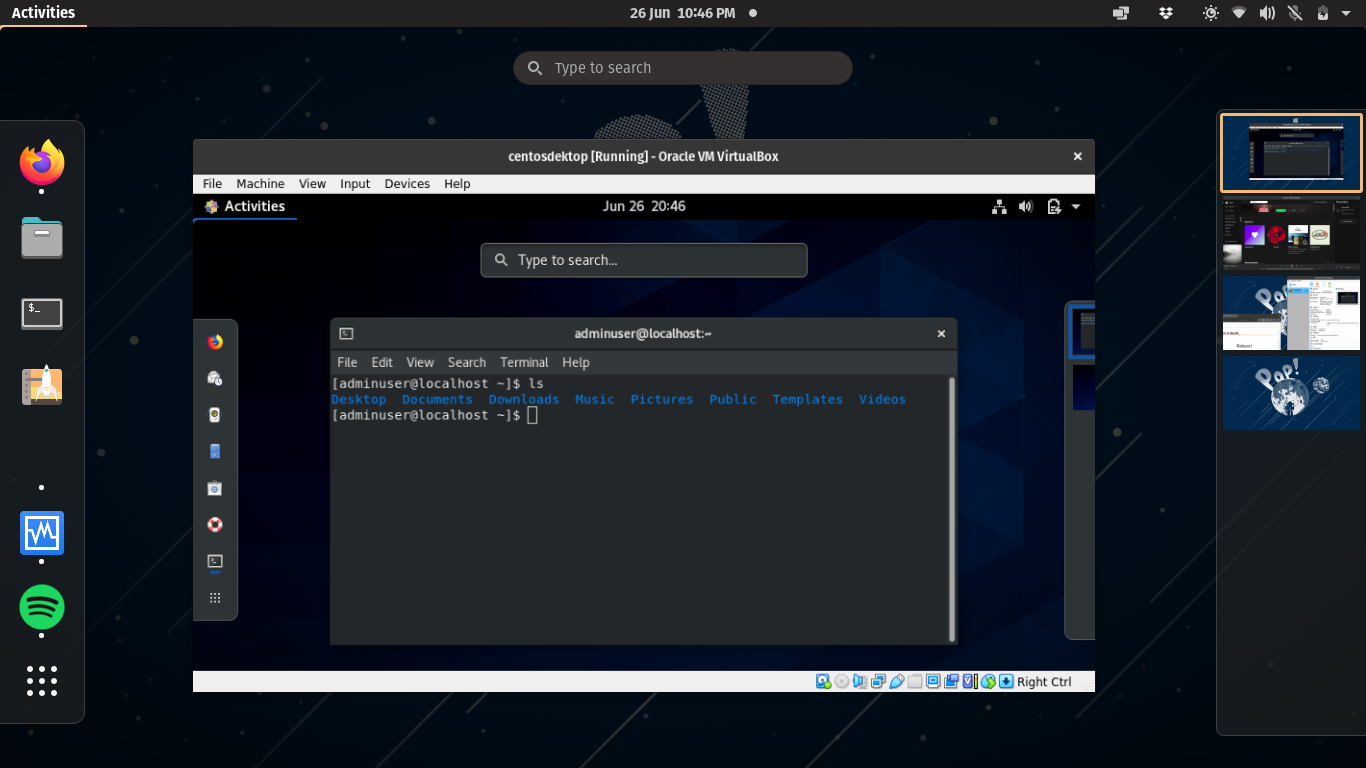 Activities
26 Jun 10:46 PM
Type to search
centosdektop [Running] - Oracle VM VirtualBox
File Machine View Input Devices Help
Activities
Jun 26 20:46
Type to search...
adminuser@localhost:~
File Edit View Search Terminal Help
[adminuser@localhost ~]$ ls
Desktop Documents Downloads Music Pictures Public Templates Videos
[adminuser@localhost ~]$
Right Ctrl
$_
Pop!